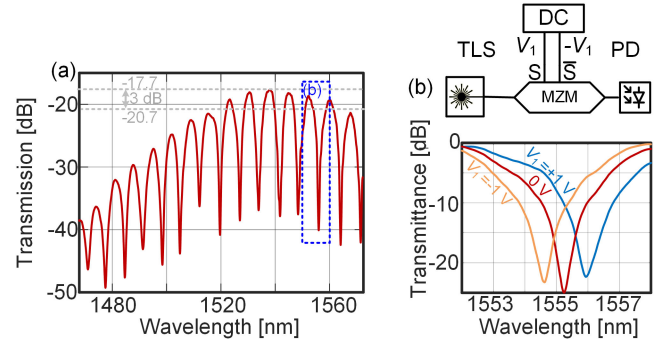 (a)
-17.7
3 dB
-20.7
(b)
Transmission [dB]
-20
-30
-40
-50
1480
1520
1560
Wavelength [nm]
DC
TLS
V1
-V1
PD
S
S̅
MZM
(b)
Transmittance [dB]
0
-10
-20
V1=+1 V
0 V
V1=-1 V
1553
1555
1557
Wavelength [nm]